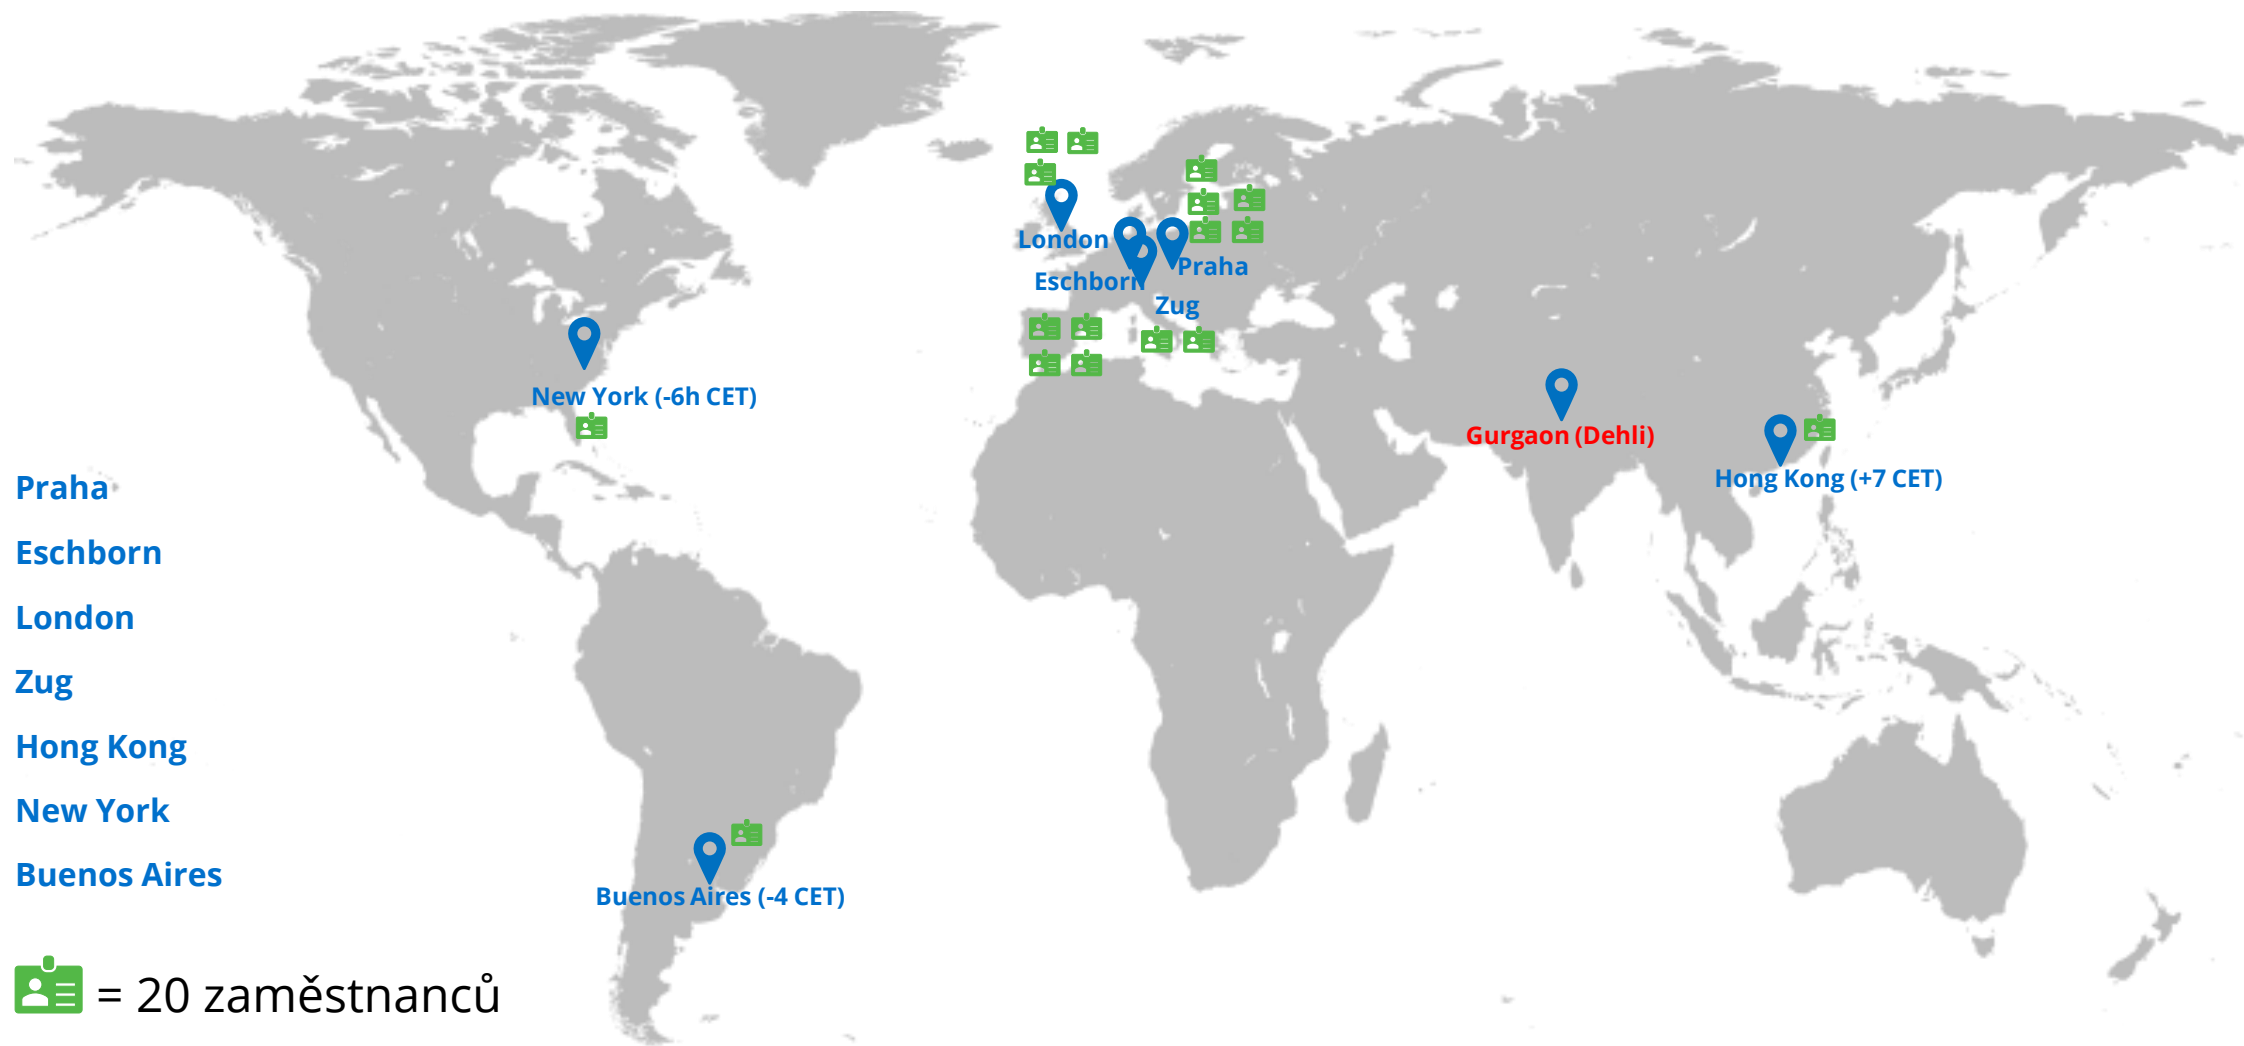 London
Eschborn
Praha
Zug
New York (-6h CET)
Gurgaon (Dehli)
Hong Kong (+7 CET)
Praha
Eschborn
London
Zug
Hong Kong
New York
Buenos Aires
Buenos Aires (-4 CET)
= 20 zaměstnanců